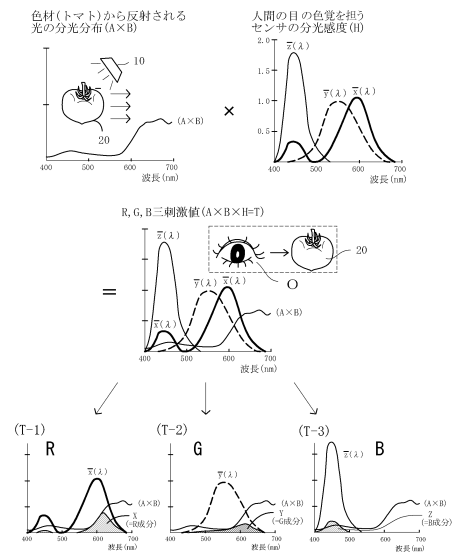 色材(トマト)から反射される
光の分光分布(A×B)
10
20
(A×B)
400 500 600 700
波長(nm)
×
人間の目の色覚を担う
センサの分光感度(H)
2.0
1.5
1.0
0.5
z̅(λ)
y̅(λ) x̅(λ)
400 500 600 700
波長(nm)
R,G,B三刺激値(A×B×H=T)
=
z̅(λ)
y̅(λ) x̅(λ)
x̅(λ)
20
O
(A×B)
400 500 600 700
波長(nm)
(T-1)
R
x̅(λ)
(A×B)
X
(=R成分)
400 500 600 700
波長(nm)
(T-2)
G
y̅(λ)
(A×B)
Y
(=G成分)
400 500 600 700
波長(nm)
(T-3)
B
z̅(λ)
(A×B)
Z
(=B成分)
400 500 600 700
波長(nm)